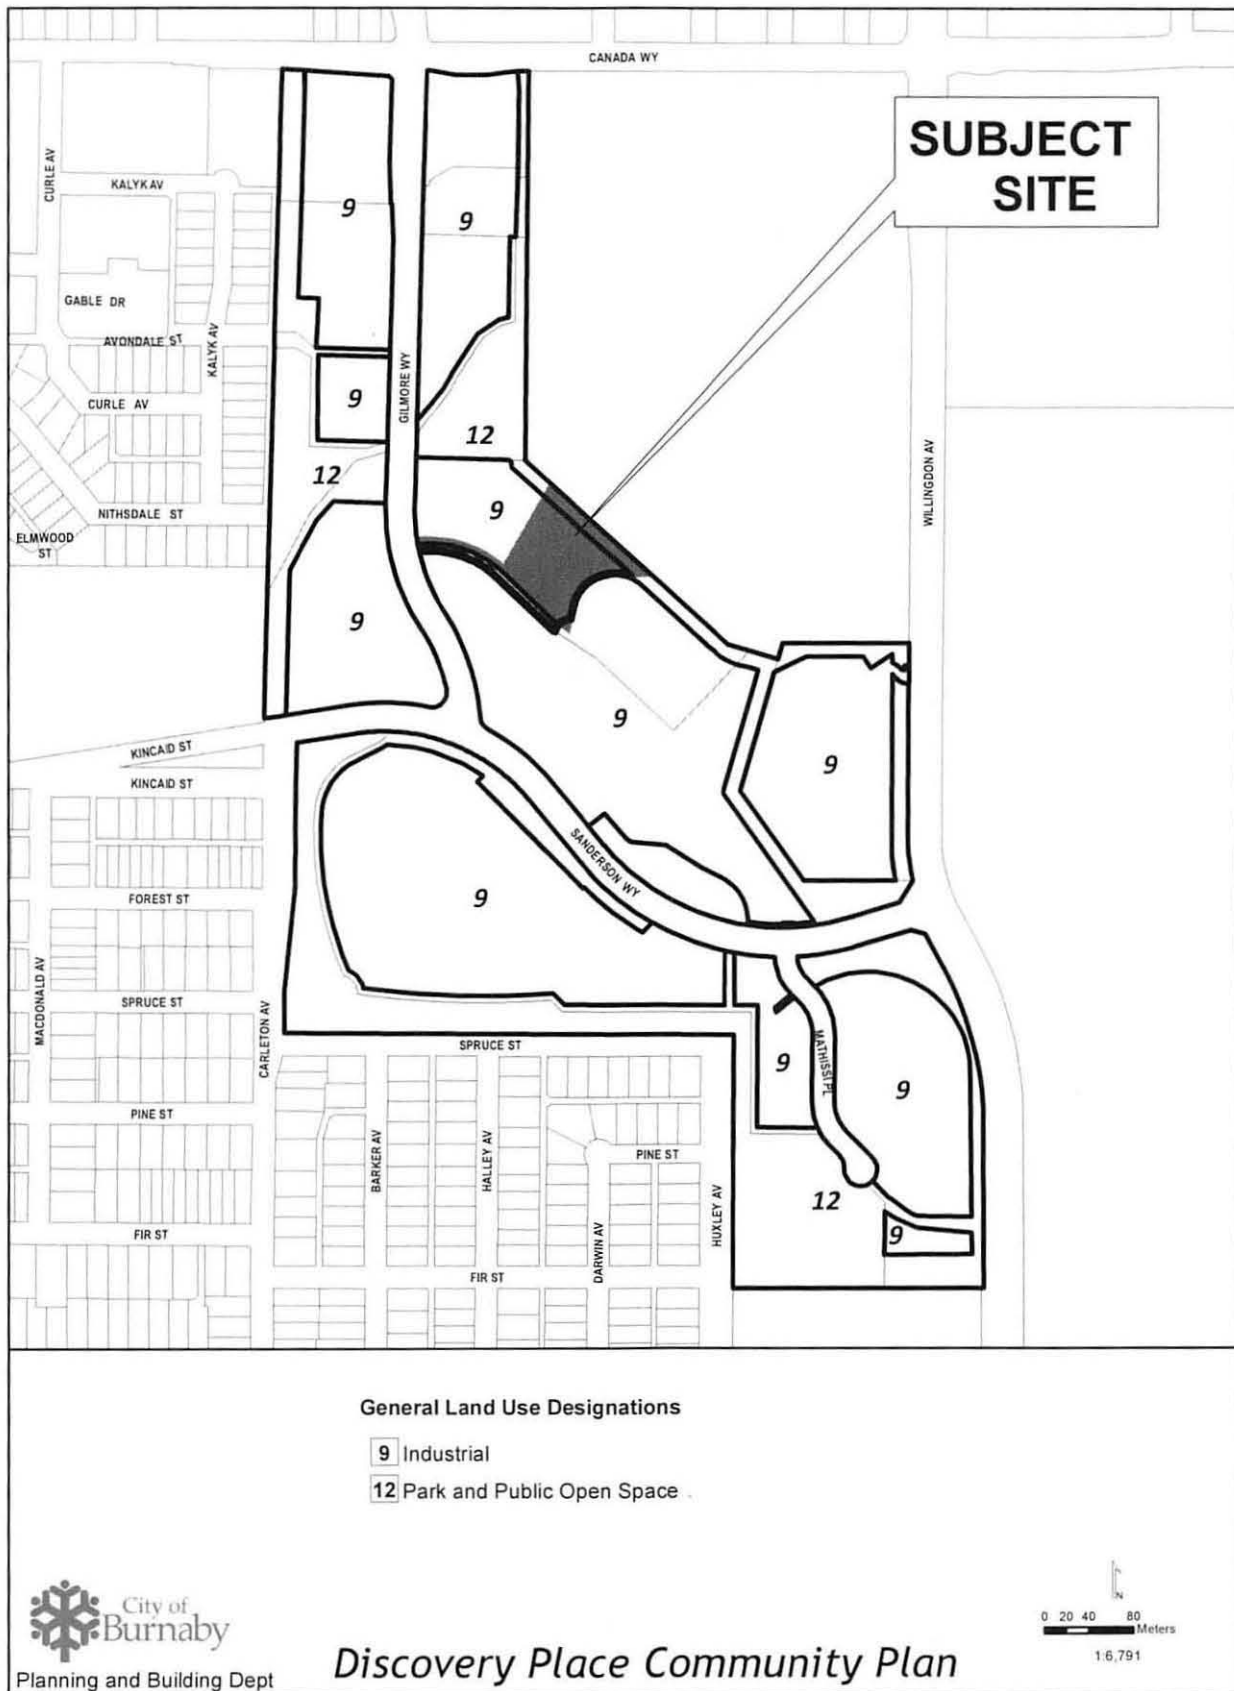 CANADA WY
SUBJECT
SITE
CURLE AV
KALYK AV
9
9
GABLE DR
KALYK AV
AVONDALE ST
GILMORE WY
9
CURLE AV
12
12
WILLINGDON AV
9
NITHSDALE ST
ELMWOOD
ST
9
9
KINCAID ST
9
KINCAID ST
SANDERSON WY
9
FOREST ST
MACDONALD AV
SPRUCE ST
CARLETON AV
SPRUCE ST
9
MATHISSI PL
9
PINE ST
BARKER AV
HALLEY AV
PINE ST
HUXLEY AV
12
FIR ST
DARWIN AV
9
FIR ST
General Land Use Designations
9 Industrial
12 Park and Public Open Space
City of
Burnaby
Planning and Building Dept
Discovery Place Community Plan
N
0 20 40 80
Meters
1:6,791